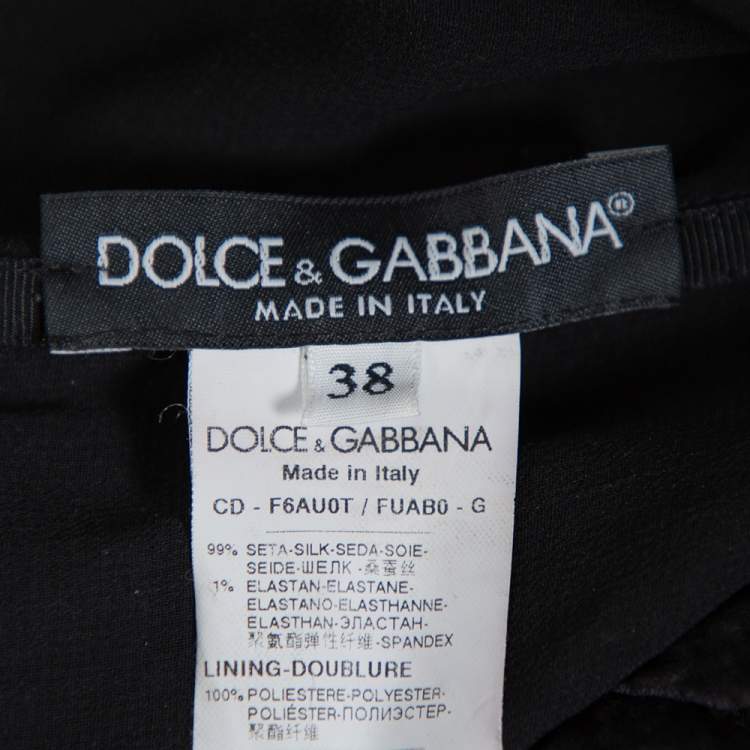 DOLCE & GABBANA®
MADE IN ITALY
38
DOLCE & GABBANA
Made in Italy
CD - F6AU0T / FUAB0 - G
99% SETA-SILK-SEDA-SOIE-
SEIDE-ШЕЛК -桑蚕丝
1% ELASTAN-ELASTANE-
ELASTANO-ELASTHANNE-
ELASTHAN-ЭЛАСТАН-
聚氨酯弹性纤维-SPANDEX
LINING-DOUBLURE
100% POLIESTERE-POLYESTER-
POLIÉSTER-ПОЛИЭСТЕР-
聚酯纤维